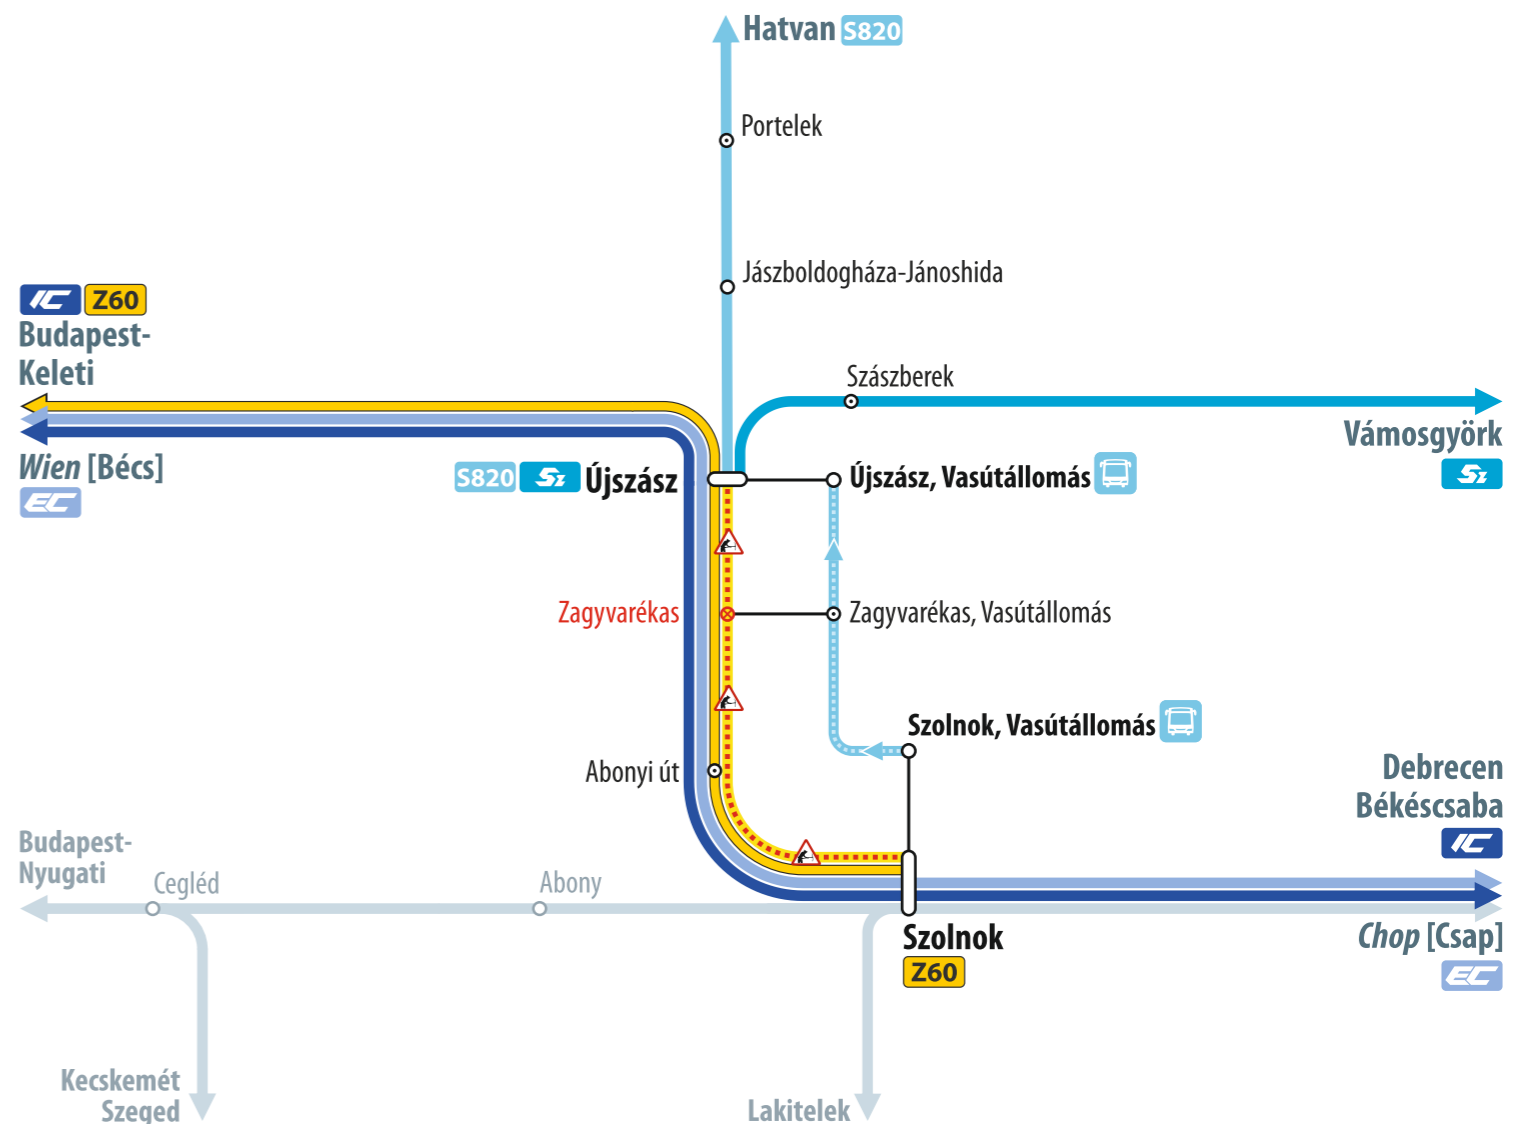 Hatvan S820
Portelek
Jászboldogháza-Jánoshida
IC Z60
Budapest-
Keleti
Szászberek
Vámosgyörk
Sz
Wien [Bécs]
EC
S820 Sz Újszász
Újszász, Vasútállomás
Zagyvarékas
Zagyvarékas, Vasútállomás
Szolnok, Vasútállomás
Abonyi út
Debrecen
Békéscsaba
IC
Budapest-
Nyugati
Cegléd
Abony
Szolnok
Z60
Chop [Csap]
EC
Kecskemét
Szeged
Lakitelek